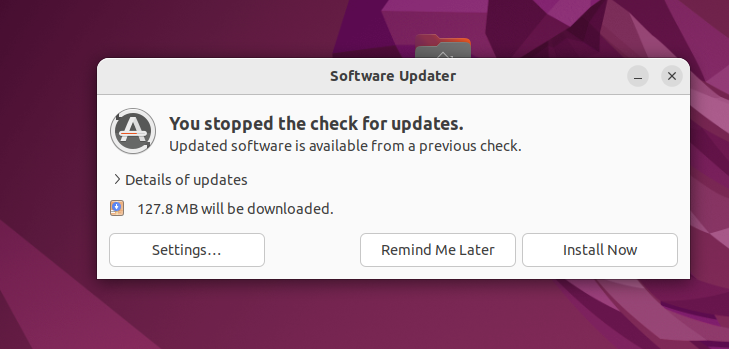 Software Updater
You stopped the check for updates.
Updated software is available from a previous check.
Details of updates
127.8 MB will be downloaded.
Settings…
Remind Me Later
Install Now